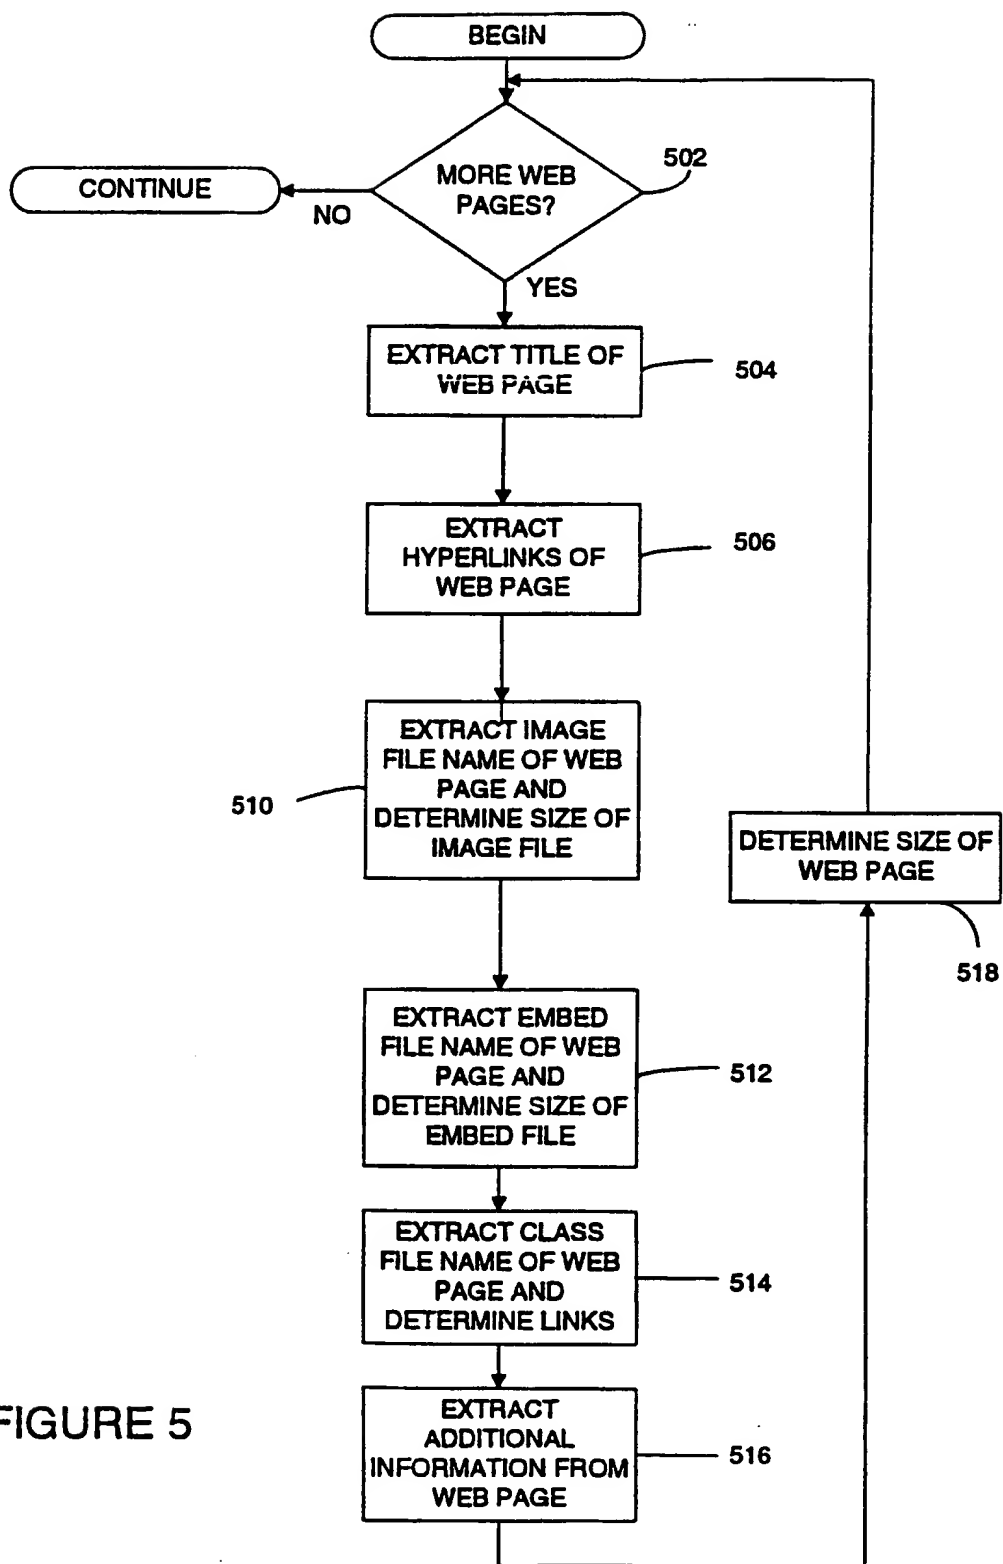 BEGIN
MORE WEB
PAGES?
502
CONTINUE
NO
YES
EXTRACT TITLE OF
WEB PAGE
504
EXTRACT
HYPERLINKS OF
WEB PAGE
506
EXTRACT IMAGE
FILE NAME OF WEB
PAGE AND
DETERMINE SIZE OF
IMAGE FILE
510
DETERMINE SIZE OF
WEB PAGE
518
EXTRACT EMBED
FILE NAME OF WEB
PAGE AND
DETERMINE SIZE OF
EMBED FILE
512
EXTRACT CLASS
FILE NAME OF WEB
PAGE AND
DETERMINE LINKS
514
EXTRACT
ADDITIONAL
INFORMATION FROM
WEB PAGE
516
FIGURE 5